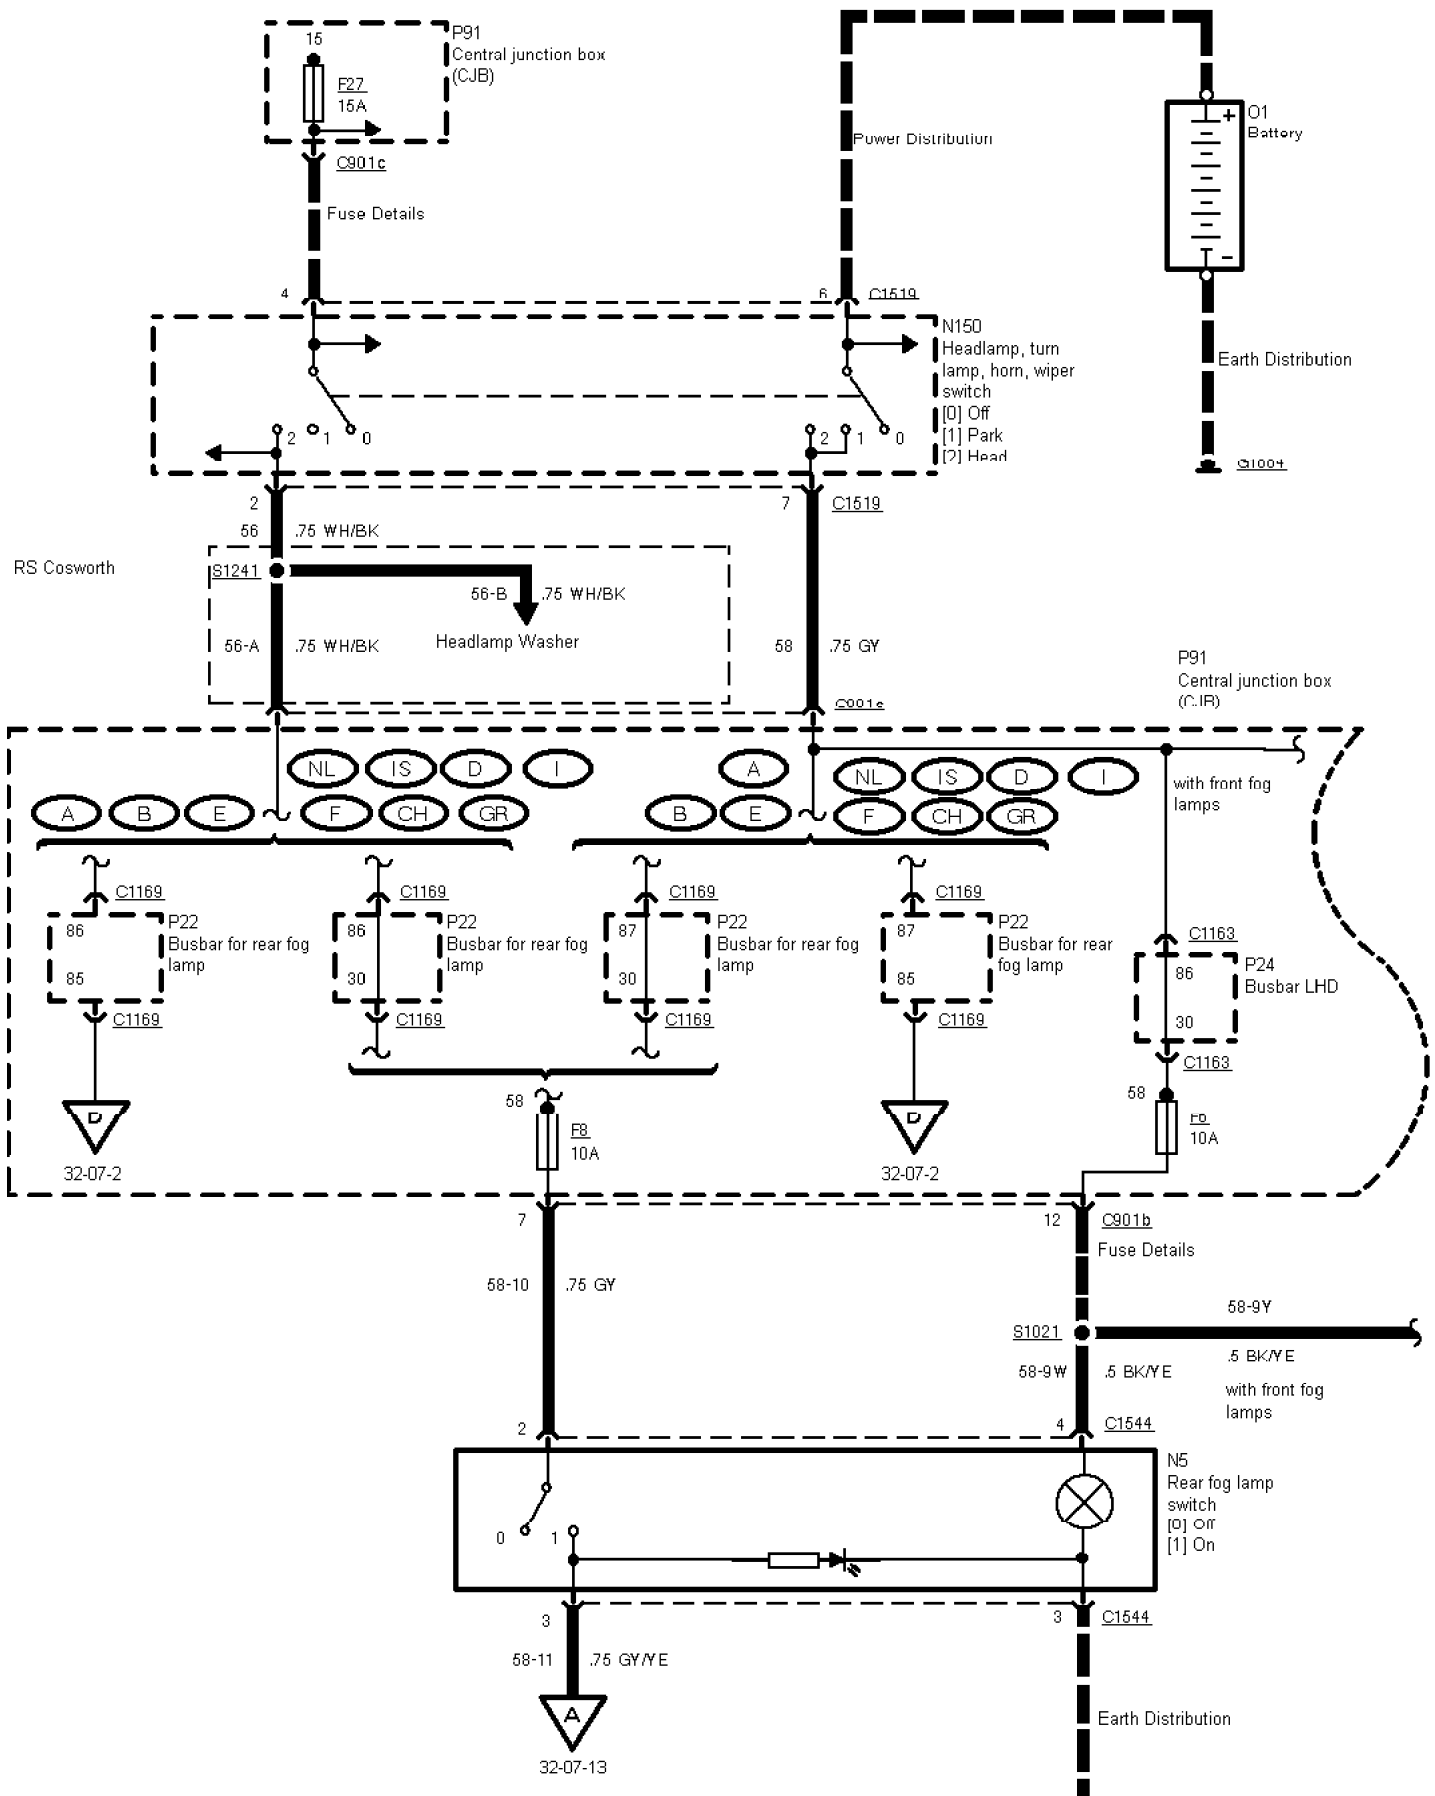 15
P91
Central junction box
(CJB)
F27
15A
C901c
Fuse Details
Power Distribution
+
O1
Battery
−
Earth Distribution
G1004
4
6
C1519
N150
Headlamp, turn
lamp, horn, wiper
switch
[0] Off
[1] Park
[2] Head
2 1 0
2 1 0
2
7
C1519
56 .75 WH/BK
RS Cosworth
S1241
56-B .75 WH/BK
Headlamp Washer
56-A .75 WH/BK
58 .75 GY
P91
Central junction box
(CJB)
NL IS D I
A
NL IS D I
A B E F CH GR
B E F CH GR
with front fog
lamps
C1169
C1169
C1169
C1169
86
85
P22
Busbar for rear fog
lamp
86
30
P22
Busbar for rear fog
lamp
87
30
P22
Busbar for rear fog
lamp
87
85
P22
Busbar for rear
fog lamp
C1163
86
30
P24
Busbar LHD
C1169
C1169
C1169
C1169
C1163
D
32-07-2
58
F8
10A
D
32-07-2
58
F6
10A
7
12
C901b
Fuse Details
58-10 .75 GY
58-9Y
S1021
.5 BK/YE
58-9W .5 BK/YE
with front fog
lamps
2
4
C1544
N5
Rear fog lamp
switch
[0] Off
[1] On
0 1
3
3
C1544
58-11 .75 GY/YE
A
32-07-13
Earth Distribution